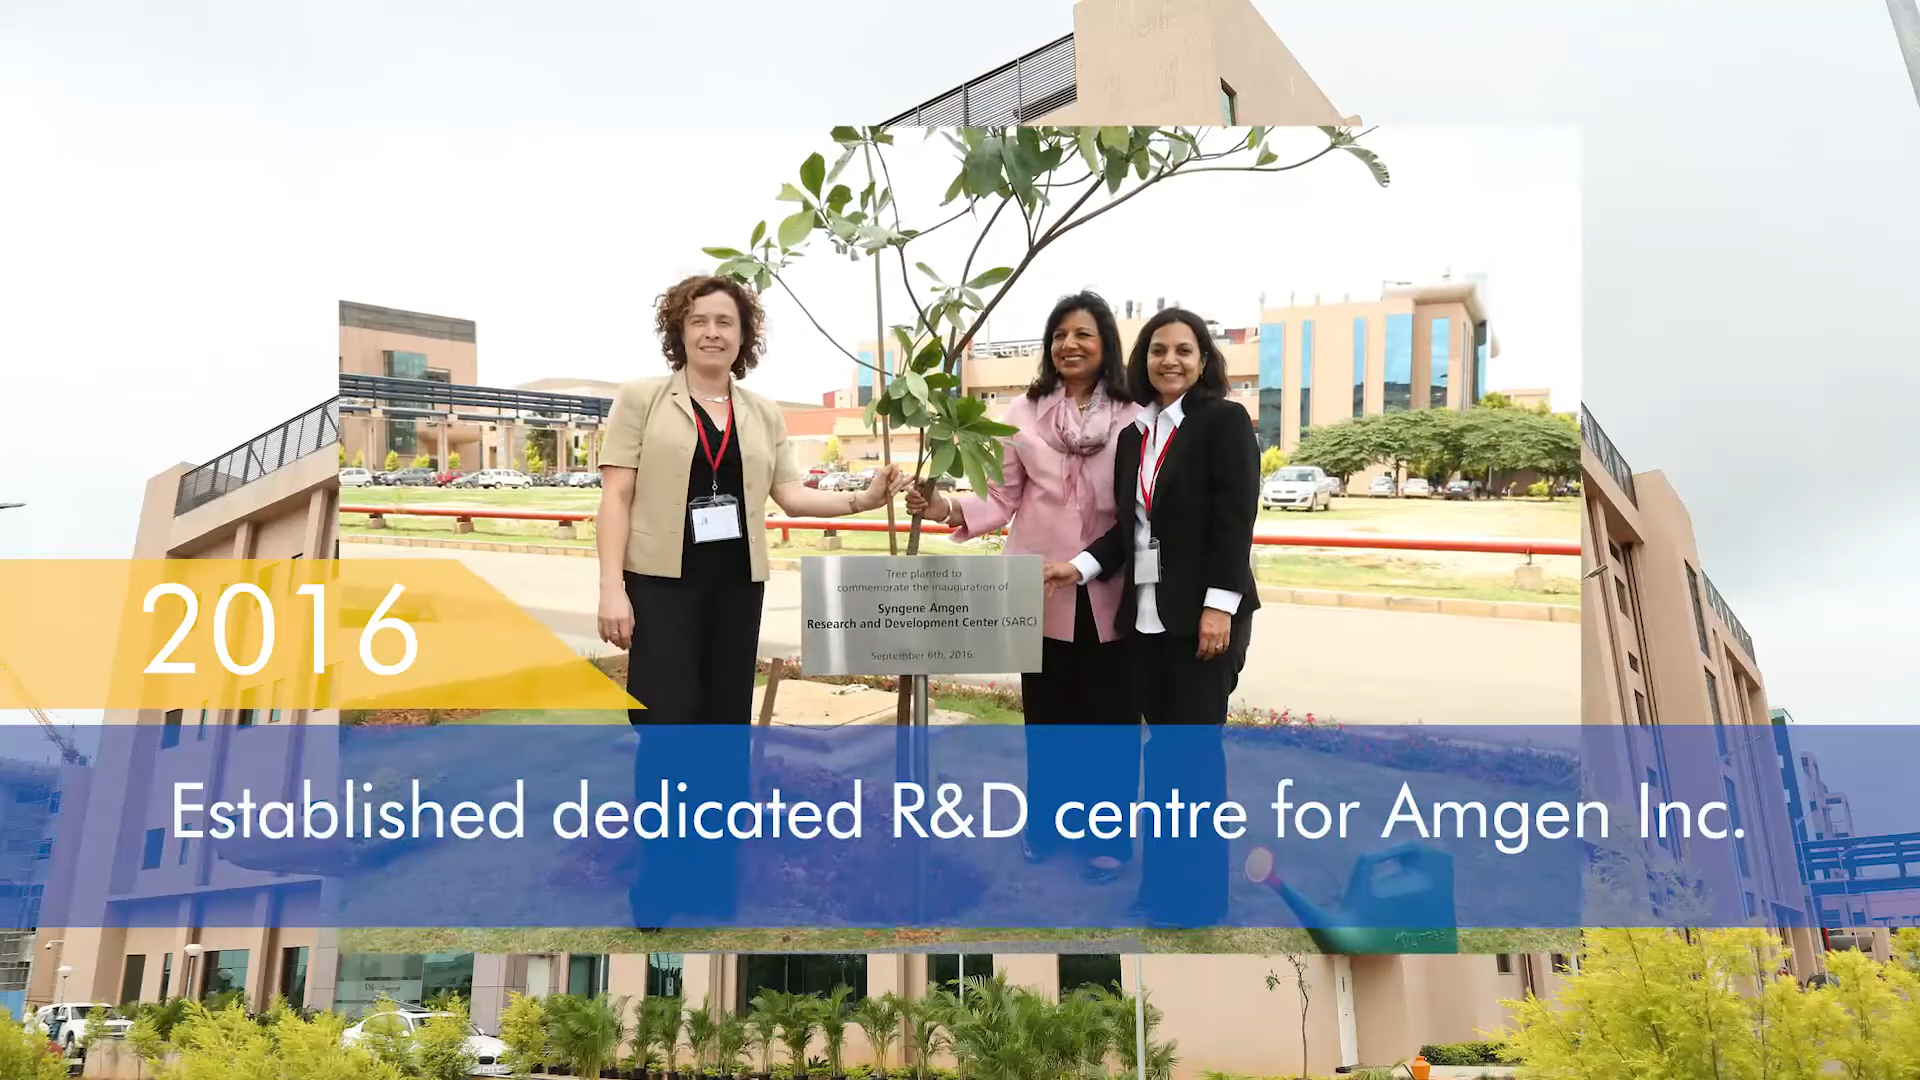 Tree planted to
commemorate the inauguration of
Syngene Amgen
Research and Development Center (SARC)
September 6th, 2016.
2016
Established dedicated R&D centre for Amgen Inc.